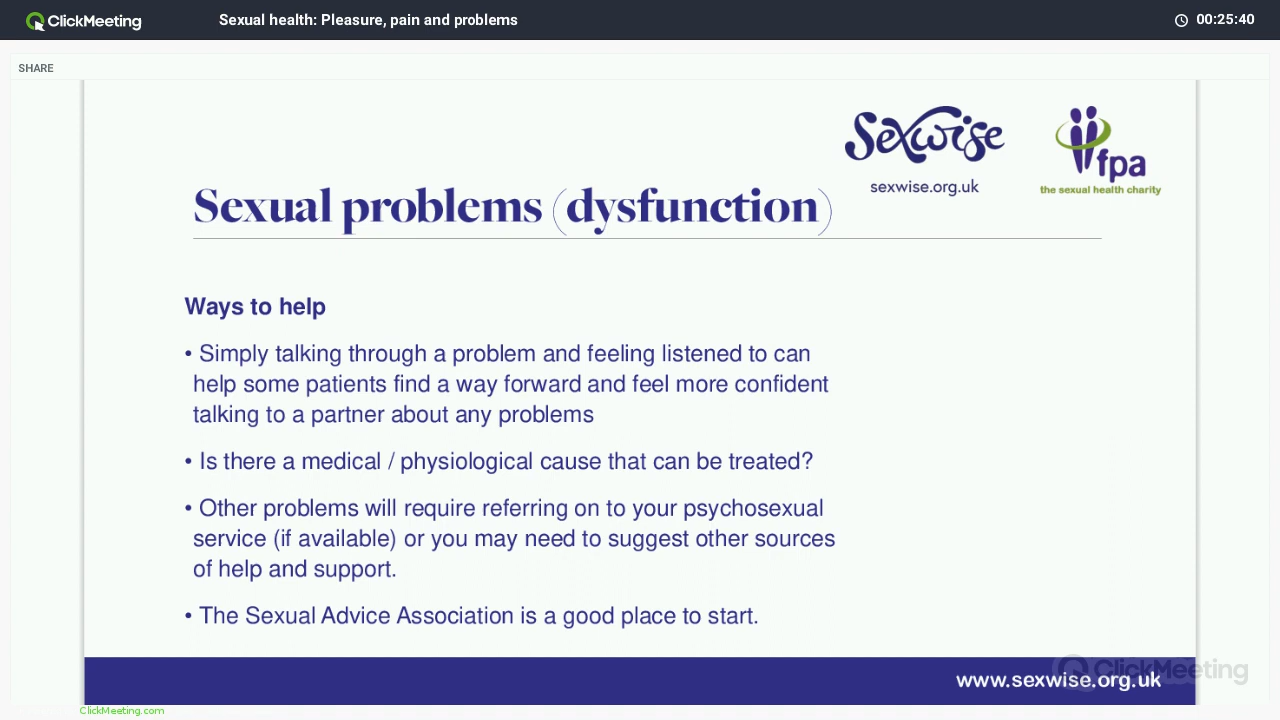 ClickMeeting
Sexual health: Pleasure, pain and problems
00:25:40
SHARE
Sexwise
sexwise.org.uk
fpa
the sexual health charity
Sexual problems (dysfunction)
Ways to help
• Simply talking through a problem and feeling listened to can
help some patients find a way forward and feel more confident
talking to a partner about any problems
• Is there a medical / physiological cause that can be treated?
• Other problems will require referring on to your psychosexual
service (if available) or you may need to suggest other sources
of help and support.
• The Sexual Advice Association is a good place to start.
ClickMeeting
www.sexwise.org.uk
ClickMeeting.com